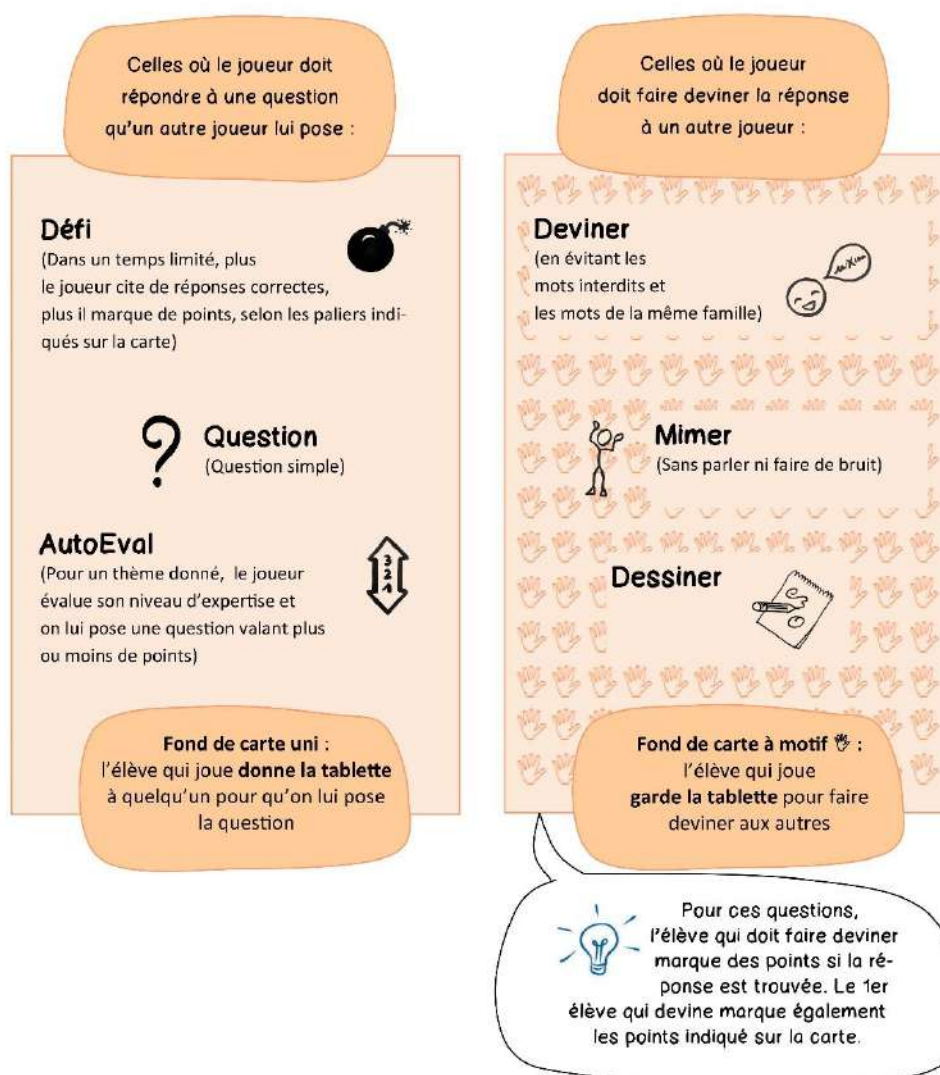 Celles où le joueur doit
répondre à une question
qu'un autre joueur lui pose :
Défi
(Dans un temps limité, plus
le joueur cite de réponses correctes,
plus il marque de points, selon les paliers indi-
qués sur la carte)
?
Question
(Question simple)
AutoEval
(Pour un thème donné, le joueur
évalue son niveau d'expertise et
on lui pose une question valant plus
ou moins de points)
3
2
1
Fond de carte uni :
l'élève qui joue donne la tablette
à quelqu'un pour qu'on lui pose
la question
Celles où le joueur
doit faire deviner la réponse
à un autre joueur :
Deviner
(en évitant les
mots interdits et
les mots de la même famille)
Mimer
(Sans parler ni faire de bruit)
Dessiner
Fond de carte à motif :
l'élève qui joue
garde la tablette pour faire
deviner aux autres
Pour ces questions,
l'élève qui doit faire deviner
marque des points si la ré-
ponse est trouvée. Le 1er
élève qui devine marque également
les points indiqué sur la carte.